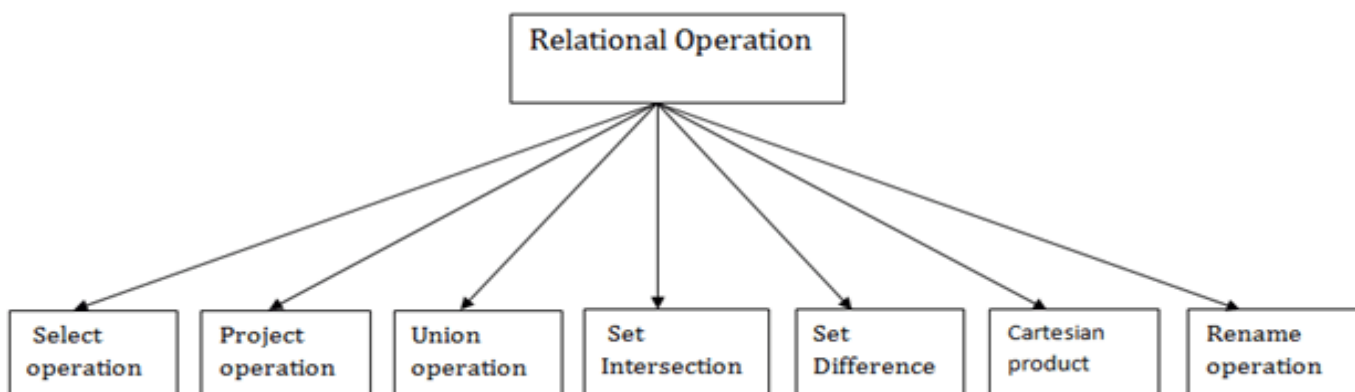 Relational Operation
Select
operation
Project
operation
Union
operation
Set
Intersection
Set
Difference
Cartesian
product
Rename
operation